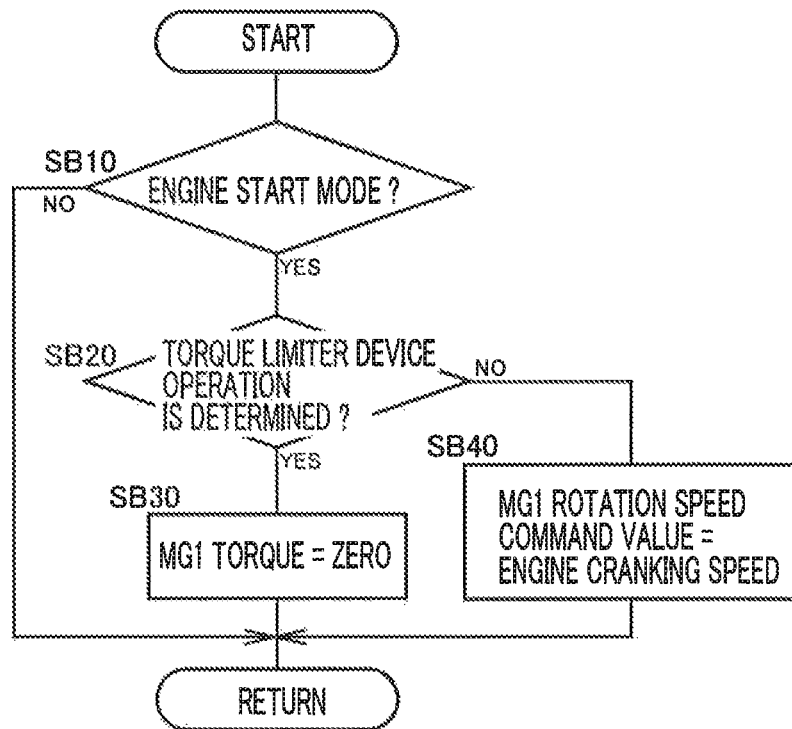 START
SB10
ENGINE START MODE ?
NO
YES
SB20
TORQUE LIMITER DEVICE
OPERATION
IS DETERMINED ?
NO
YES
SB40
MG1 ROTATION SPEED
COMMAND VALUE =
ENGINE CRANKING SPEED
SB30
MG1 TORQUE = ZERO
RETURN